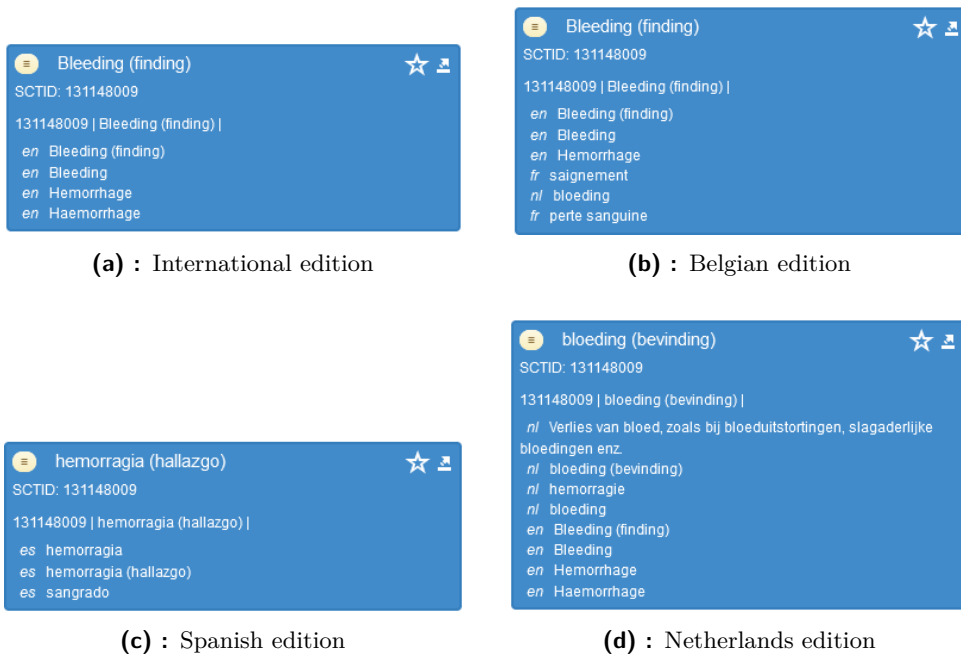 Bleeding (finding)
SCTID: 131148009
131148009 | Bleeding (finding) |
en Bleeding (finding)
en Bleeding
en Hemorrhage
en Haemorrhage
(a) : International edition
Bleeding (finding)
SCTID: 131148009
131148009 | Bleeding (finding) |
en Bleeding (finding)
en Bleeding
en Hemorrhage
fr saignement
nl bloeding
fr perte sanguine
(b) : Belgian edition
hemorragia (hallazgo)
SCTID: 131148009
131148009 | hemorragia (hallazgo) |
es hemorragia
es hemorragia (hallazgo)
es sangrado
(c) : Spanish edition
bloeding (bevinding)
SCTID: 131148009
131148009 | bloeding (bevinding) |
nl Verlies van bloed, zoals bij bloeduitstortingen, slagaderlijke
bloedingen enz.
nl bloeding (bevinding)
nl hemorragie
nl bloeding
en Bleeding (finding)
en Bleeding
en Hemorrhage
en Haemorrhage
(d) : Netherlands edition